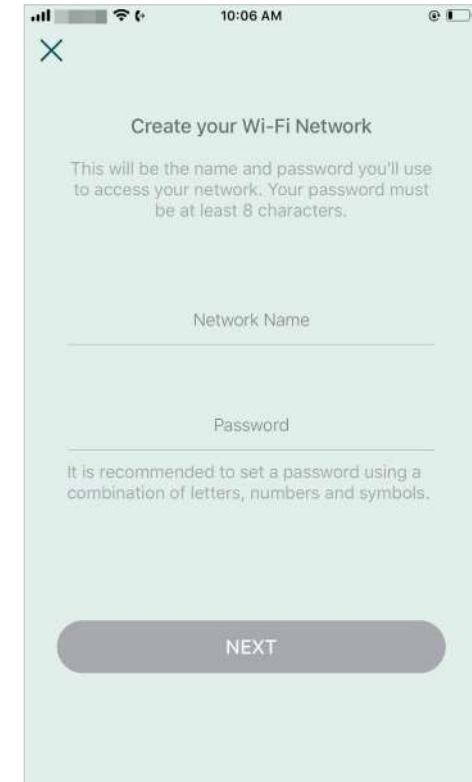 10:06 AM
Create your Wi-Fi Network
This will be the name and password you'll use
to access your network. Your password must
be at least 8 characters.
Network Name
Password
It is recommended to set a password using a
combination of letters, numbers and symbols.
NEXT